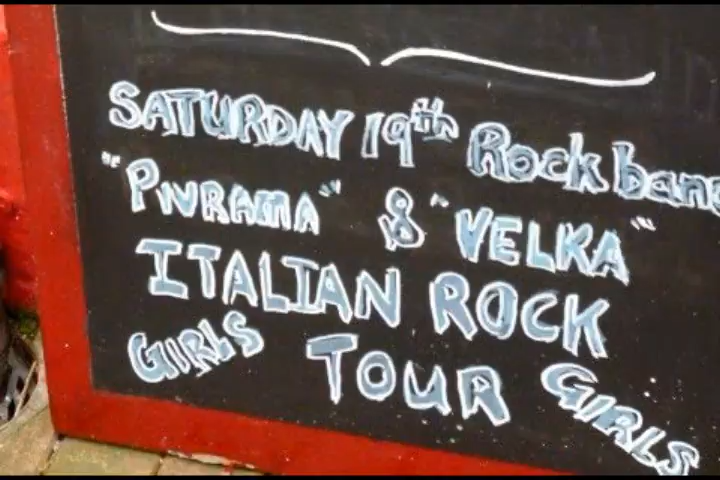 SATURDAY 19th Rock band
"PIVRAMA" & "VELKA"
ITALIAN ROCK
GIRLS TOUR GIRLS